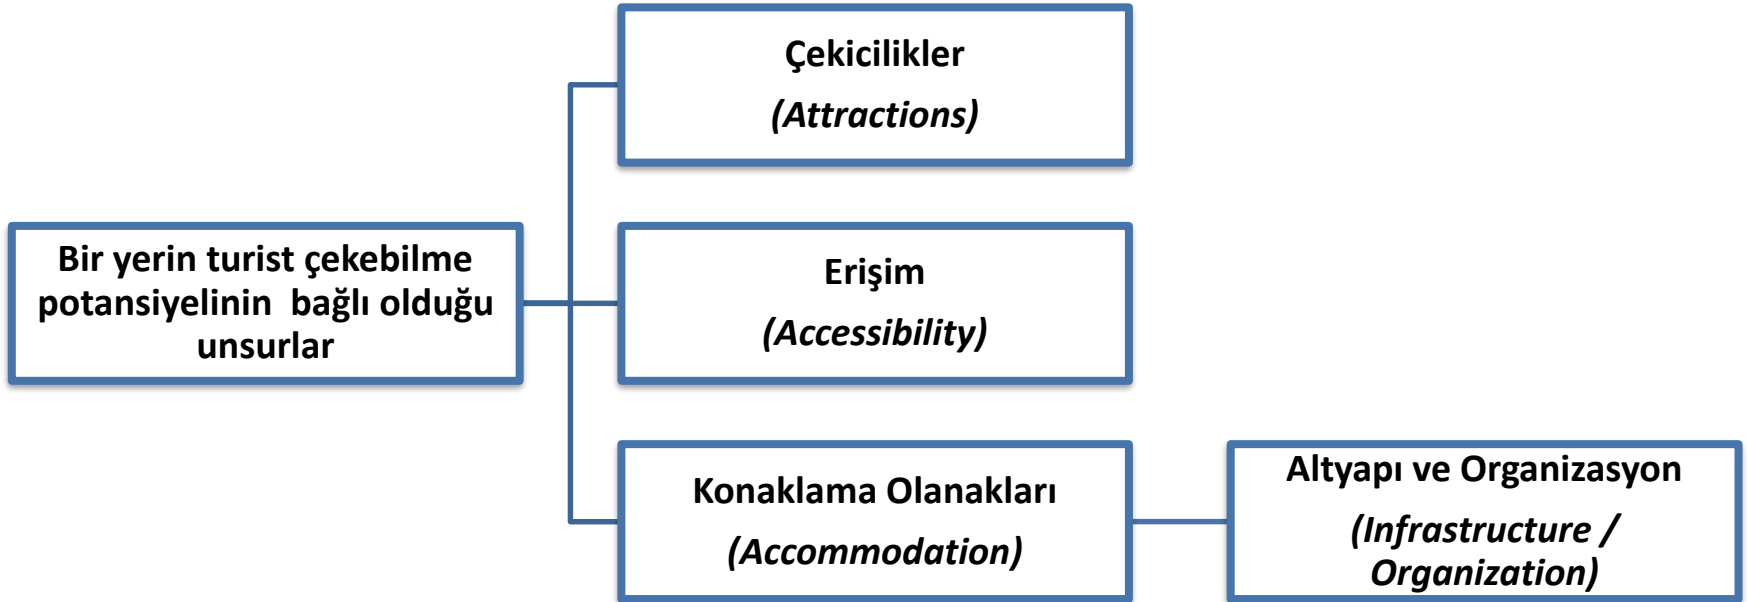 Çekicilikler
(Attractions)
Bir yerin turist çekebilme
potansiyelinin  bağlı olduğu
unsurlar
Erişim
(Accessibility)
Konaklama Olanakları
(Accommodation)
Altyapı ve Organizasyon
(Infrastructure /
Organization)